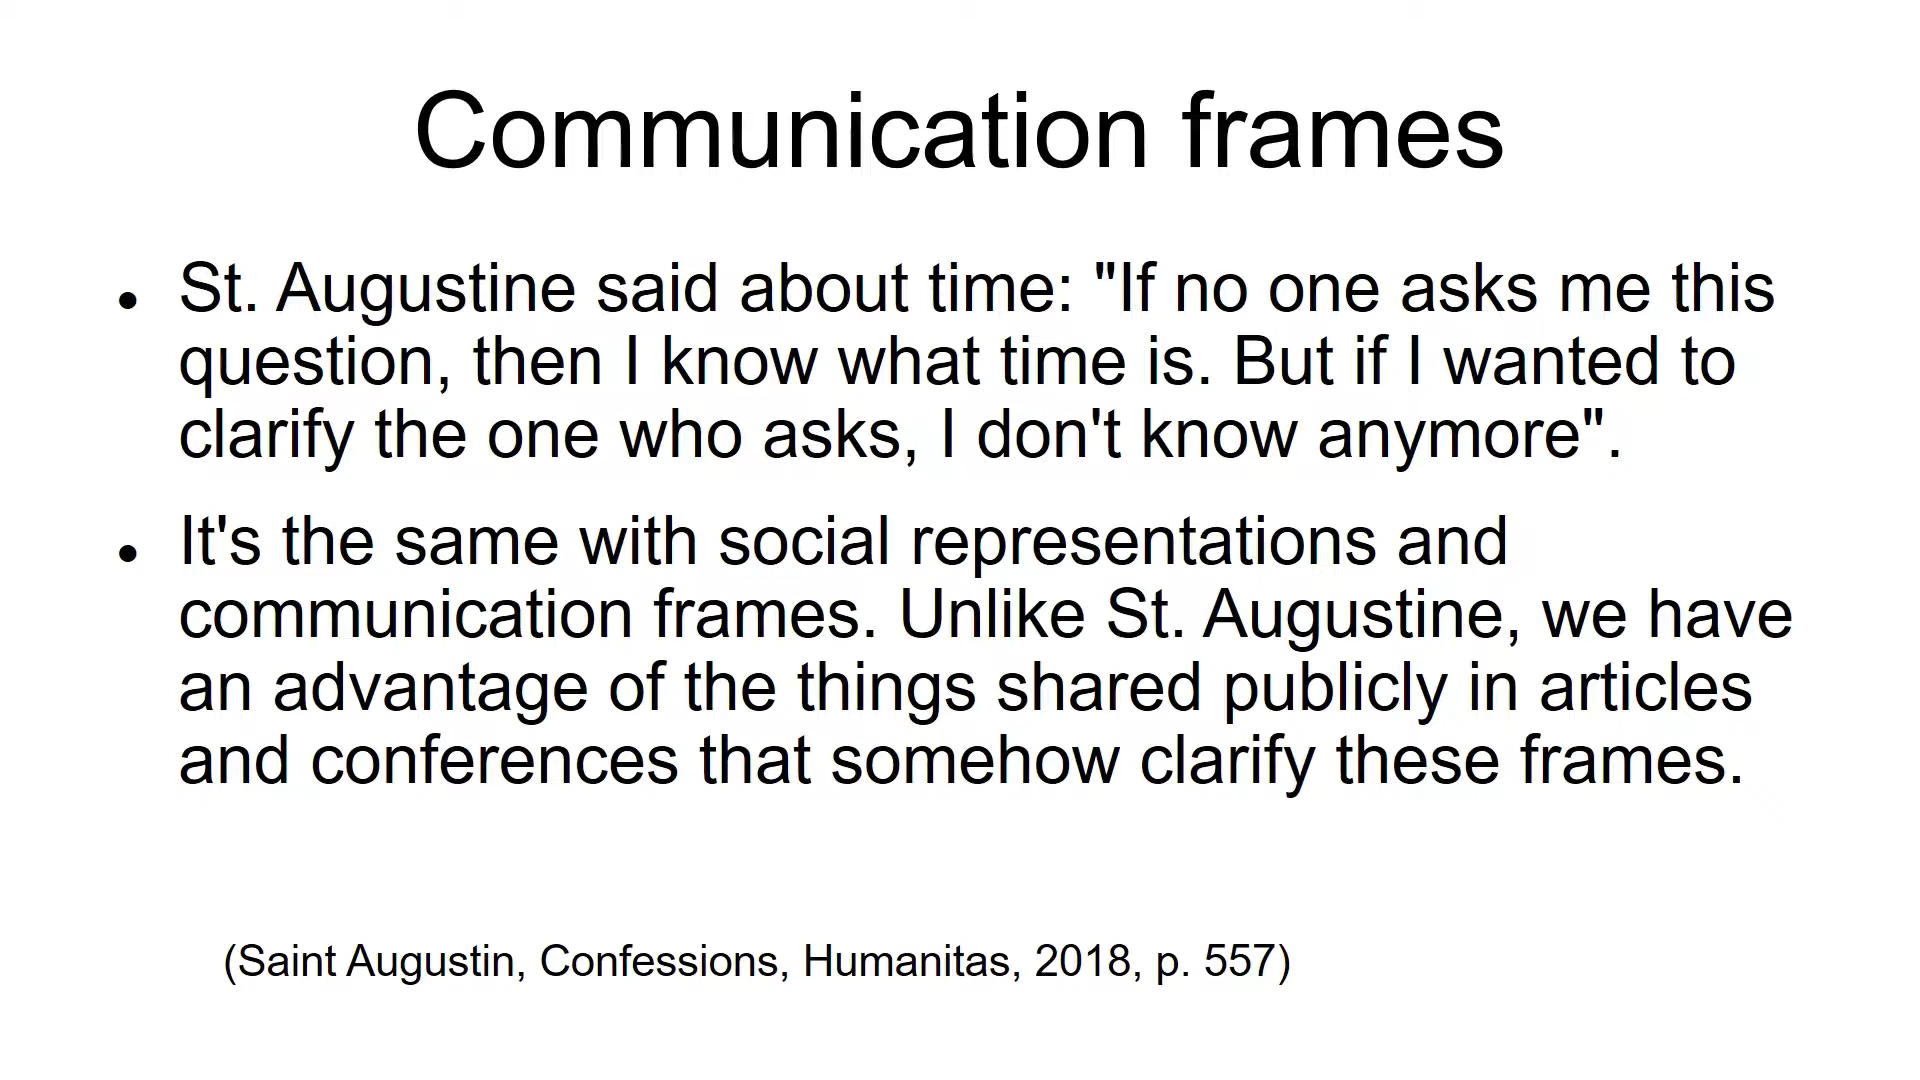 Communication frames
● St. Augustine said about time: "If no one asks me this
question, then I know what time is. But if I wanted to
clarify the one who asks, I don't know anymore".
● It's the same with social representations and
communication frames. Unlike St. Augustine, we have
an advantage of the things shared publicly in articles
and conferences that somehow clarify these frames.
(Saint Augustin, Confessions, Humanitas, 2018, p. 557)